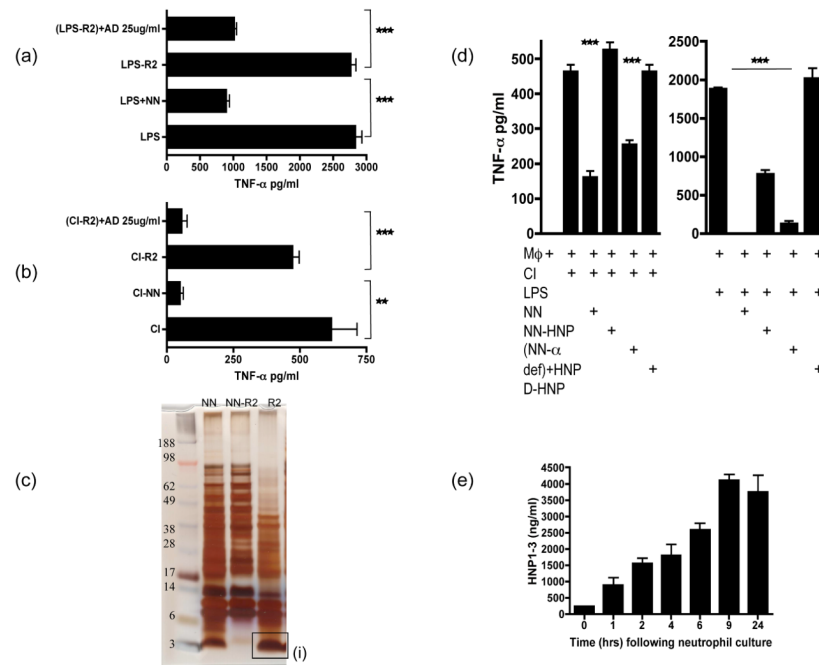 (a)
(LPS-R2)+AD 25ug/ml
LPS-R2
LPS+NN
LPS
***
***
0 500 1000 1500 2000 2500 3000
TNF-α pg/ml
(b)
(CI-R2)+AD 25ug/ml
CI-R2
CI-NN
CI
***
**
0 250 500 750
TNF-α pg/ml
(c)
NN NN-R2 R2
188
98
62
49
38
28
17
14
6
3
(i)
(d)
TNF-α pg/ml
500
400
300
200
100
0
*** ***
2500
2000
1500
1000
500
0
***
Mϕ + + + + + + + + + + +
CI + + + + +
LPS + + + + +
NN + +
NN-HNP + +
(NN-α + +
def)+HNP + +
D-HNP
(e)
HNP1-3 (ng/ml)
4500
4000
3500
3000
2500
2000
1500
1000
500
0
0 1 2 4 6 9 24
Time (hrs) following neutrophil culture